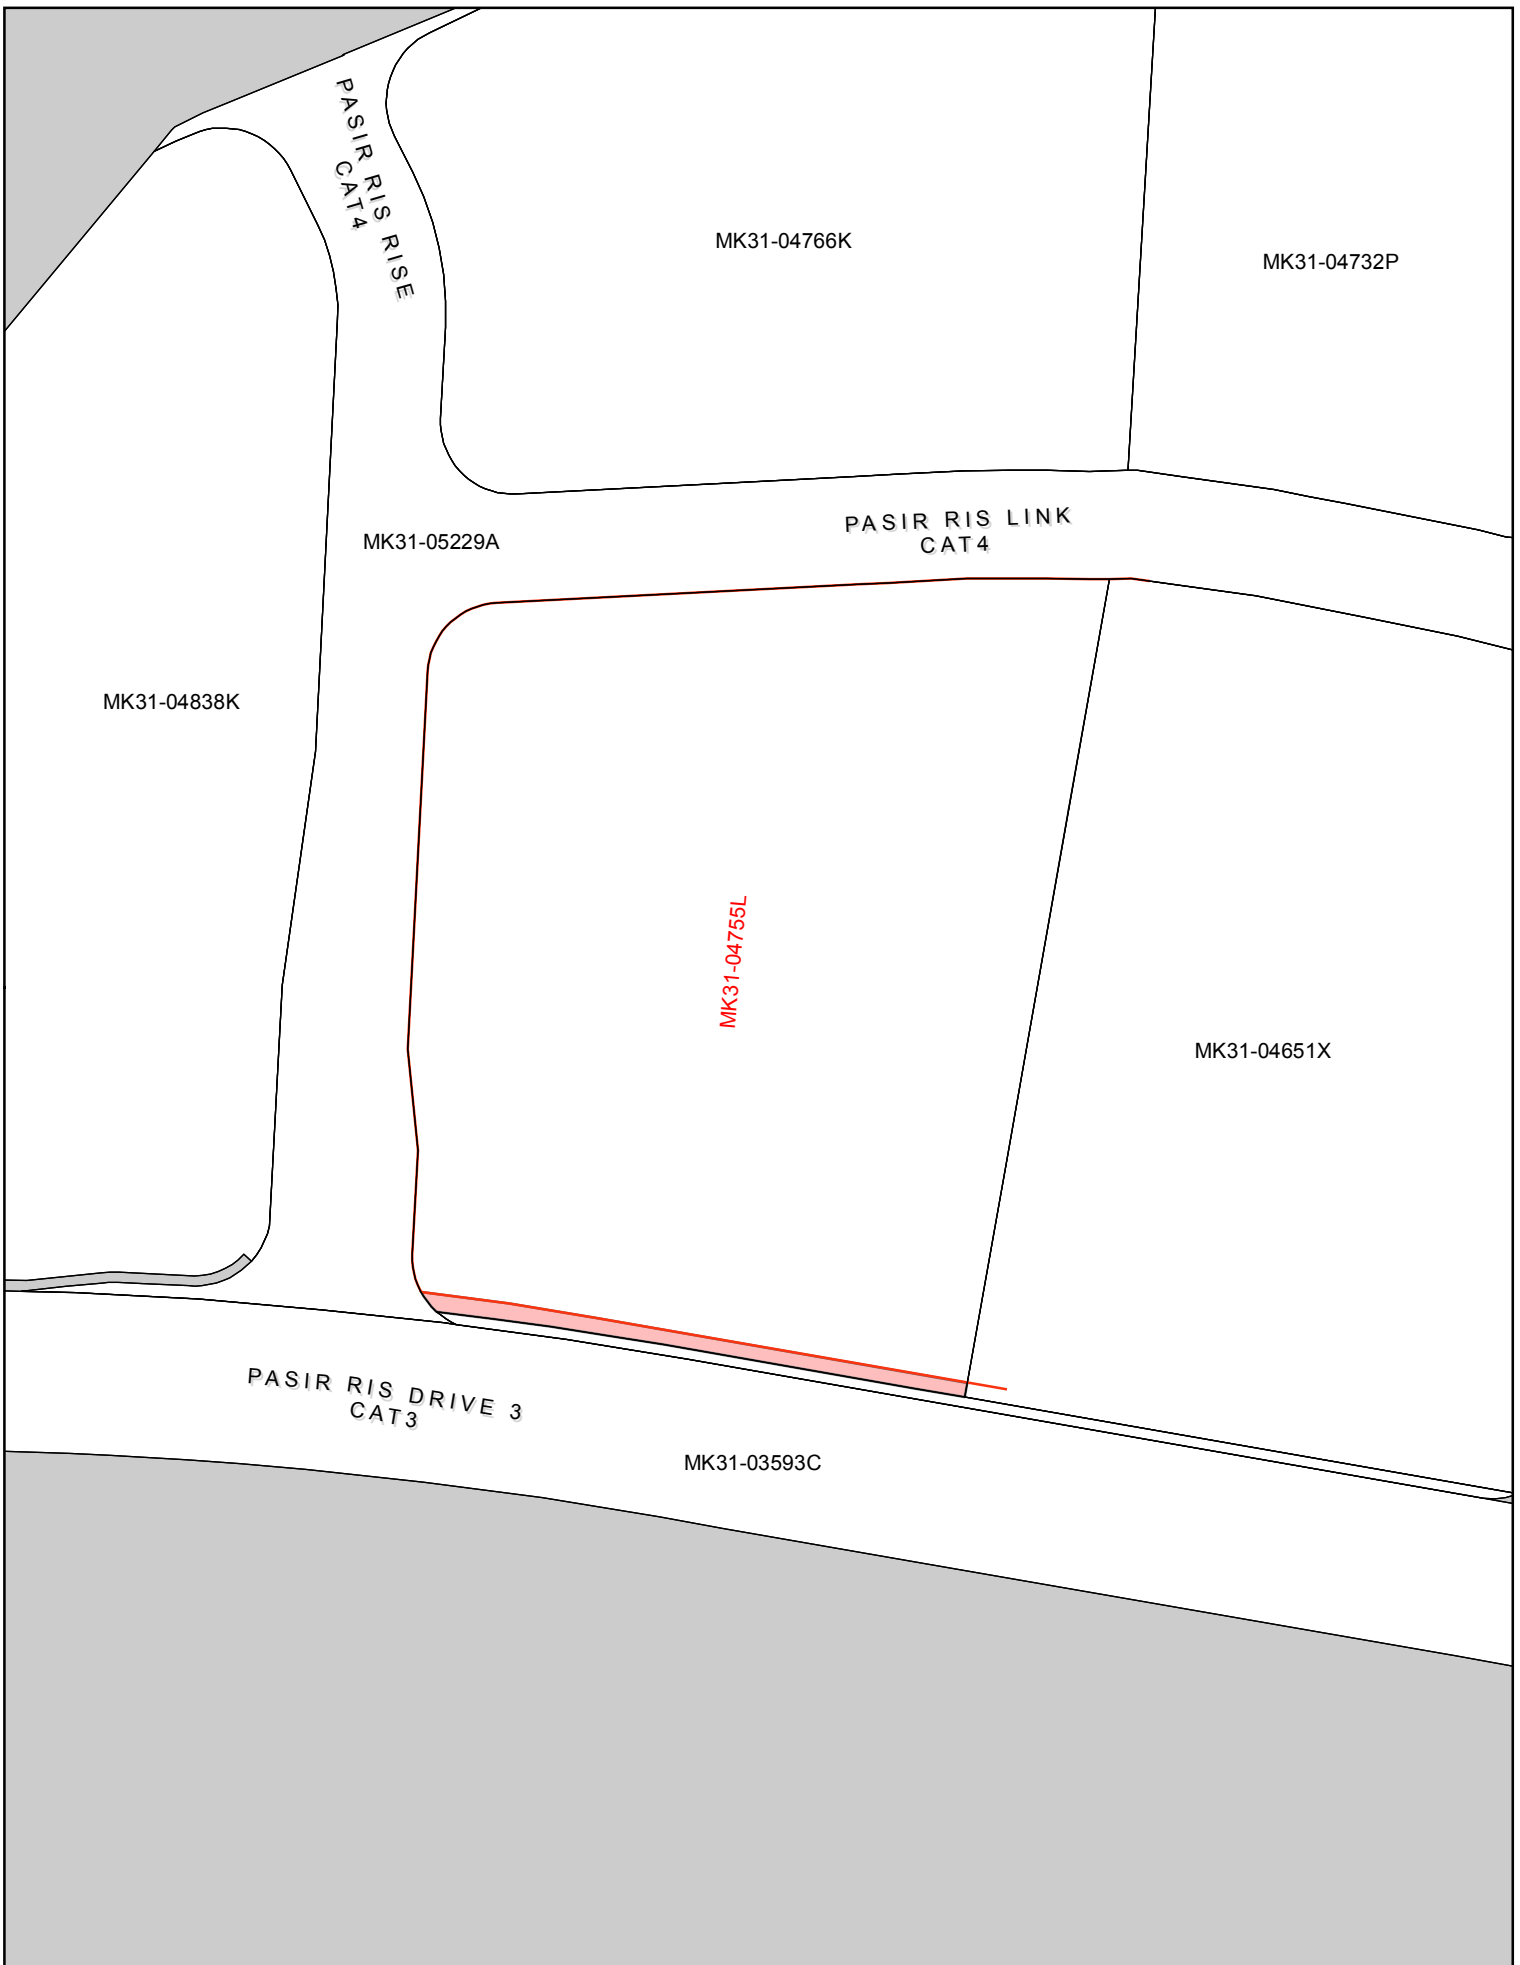 PASIR RIS RISE
CAT4
MK31-04766K
MK31-04732P
PASIR RIS LINK
CAT4
MK31-05229A
MK31-04838K
MK31-04755L
MK31-04651X
PASIR RIS DRIVE 3
CAT3
MK31-03593C